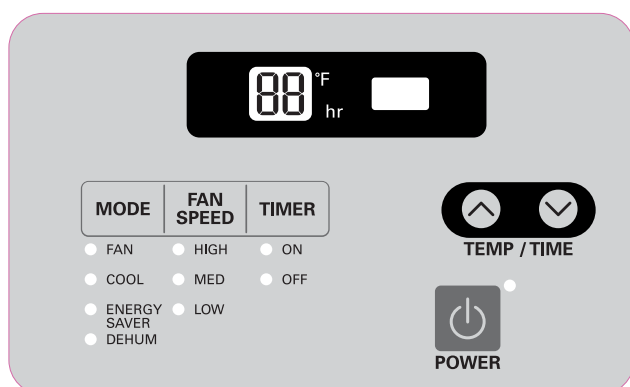 88 °F
hr
MODE
FAN SPEED
TIMER
FAN
HIGH
ON
COOL
MED
OFF
ENERGY SAVER
LOW
DEHUM
TEMP / TIME
POWER